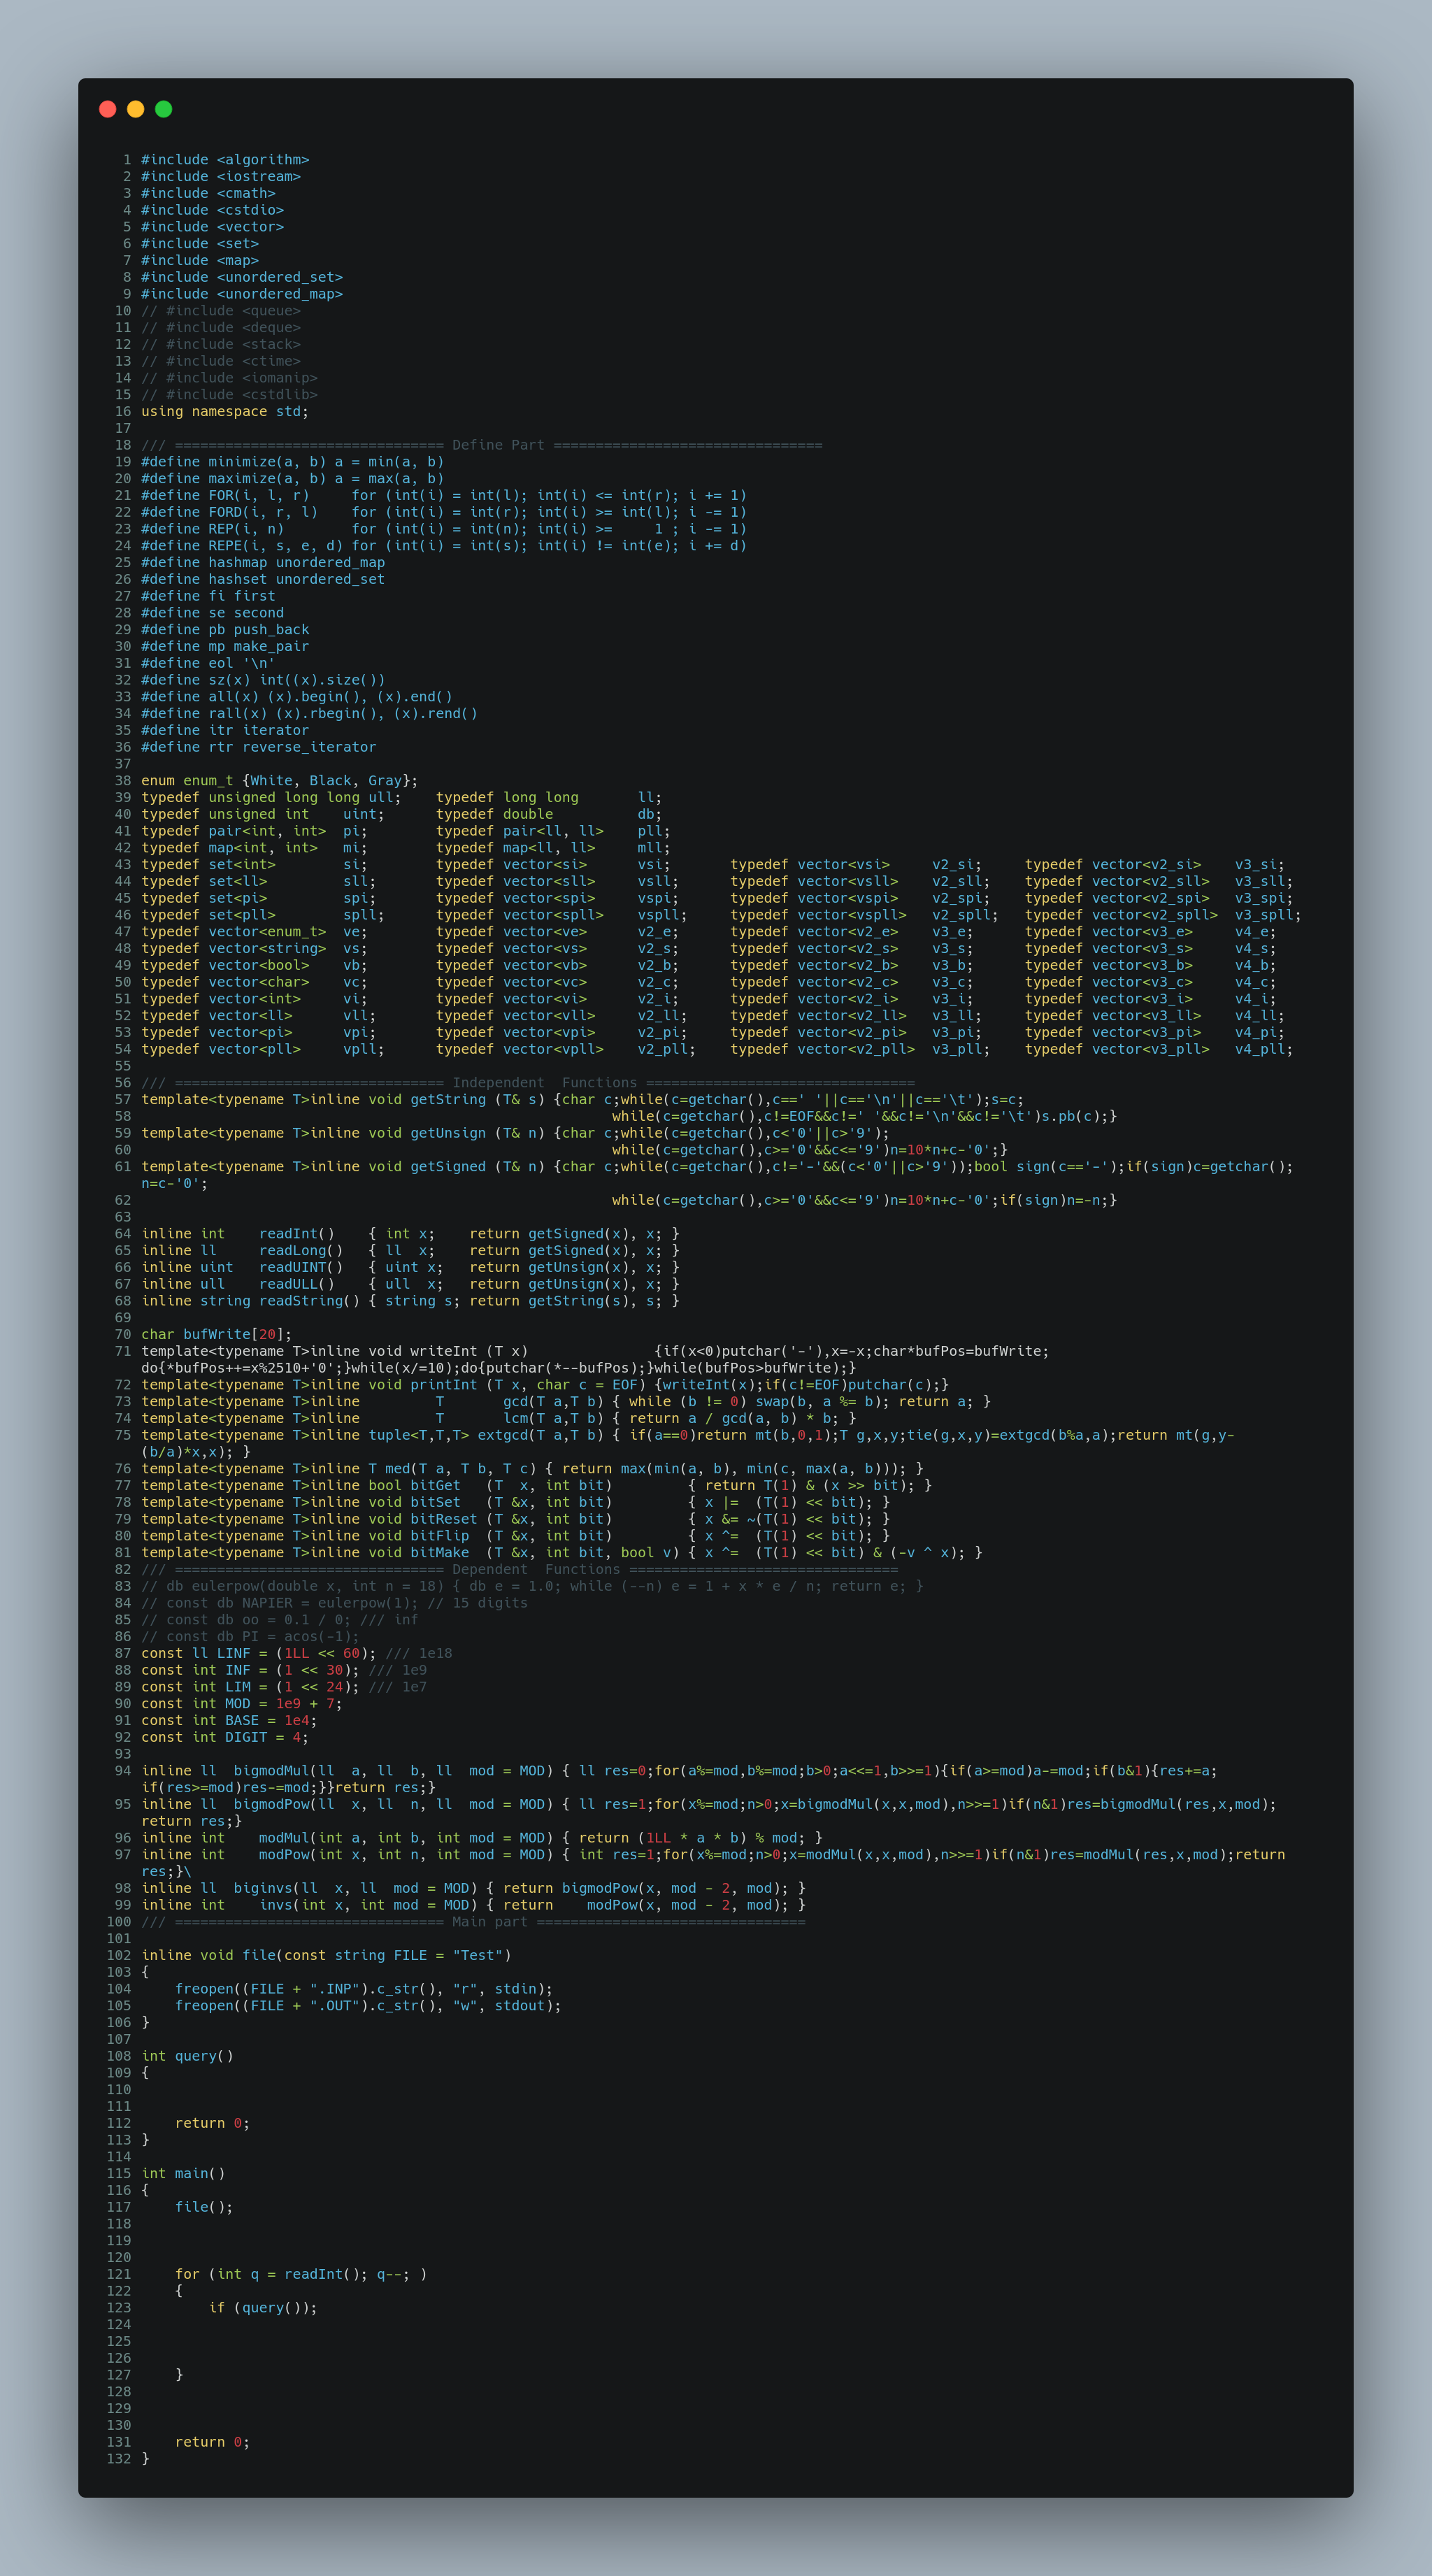 1 #include <algorithm>
2 #include <iostream>
3 #include <cmath>
4 #include <cstdio>
5 #include <vector>
6 #include <set>
7 #include <map>
8 #include <unordered_set>
9 #include <unordered_map>
10 // #include <queue>
11 // #include <deque>
12 // #include <stack>
13 // #include <ctime>
14 // #include <iomanip>
15 // #include <cstdlib>
16 using namespace std;
17
18 /// ================================ Define Part ================================
19 #define minimize(a, b) a = min(a, b)
20 #define maximize(a, b) a = max(a, b)
21 #define FOR(i, l, r)     for (int(i) = int(l); int(i) <= int(r); i += 1)
22 #define FORD(i, r, l)    for (int(i) = int(r); int(i) >= int(l); i -= 1)
23 #define REP(i, n)        for (int(i) = int(n); int(i) >=     1 ; i -= 1)
24 #define REPE(i, s, e, d) for (int(i) = int(s); int(i) != int(e); i += d)
25 #define hashmap unordered_map
26 #define hashset unordered_set
27 #define fi first
28 #define se second
29 #define pb push_back
30 #define mp make_pair
31 #define eol '\n'
32 #define sz(x) int((x).size())
33 #define all(x) (x).begin(), (x).end()
34 #define rall(x) (x).rbegin(), (x).rend()
35 #define itr iterator
36 #define rtr reverse_iterator
37
38 enum enum_t {White, Black, Gray};
39 typedef unsigned long long ull;    typedef long long       ll;
40 typedef unsigned int    uint;      typedef double          db;
41 typedef pair<int, int>  pi;        typedef pair<ll, ll>    pll;
42 typedef map<int, int>   mi;        typedef map<ll, ll>     mll;
43 typedef set<int>        si;        typedef vector<si>      vsi;       typedef vector<vsi>     v2_si;     typedef vector<v2_si>    v3_si;
44 typedef set<ll>         sll;       typedef vector<sll>     vsll;      typedef vector<vsll>    v2_sll;    typedef vector<v2_sll>   v3_sll;
45 typedef set<pi>         spi;       typedef vector<spi>     vspi;      typedef vector<vspi>    v2_spi;    typedef vector<v2_spi>   v3_spi;
46 typedef set<pll>        spll;      typedef vector<spll>    vspll;     typedef vector<vspll>   v2_spll;   typedef vector<v2_spll>  v3_spll;
47 typedef vector<enum_t>  ve;        typedef vector<ve>      v2_e;      typedef vector<v2_e>    v3_e;      typedef vector<v3_e>     v4_e;
48 typedef vector<string>  vs;        typedef vector<vs>      v2_s;      typedef vector<v2_s>    v3_s;      typedef vector<v3_s>     v4_s;
49 typedef vector<bool>    vb;        typedef vector<vb>      v2_b;      typedef vector<v2_b>    v3_b;      typedef vector<v3_b>     v4_b;
50 typedef vector<char>    vc;        typedef vector<vc>      v2_c;      typedef vector<v2_c>    v3_c;      typedef vector<v3_c>     v4_c;
51 typedef vector<int>     vi;        typedef vector<vi>      v2_i;      typedef vector<v2_i>    v3_i;      typedef vector<v3_i>     v4_i;
52 typedef vector<ll>      vll;       typedef vector<vll>     v2_ll;     typedef vector<v2_ll>   v3_ll;     typedef vector<v3_ll>    v4_ll;
53 typedef vector<pi>      vpi;       typedef vector<vpi>     v2_pi;     typedef vector<v2_pi>   v3_pi;     typedef vector<v3_pi>    v4_pi;
54 typedef vector<pll>     vpll;      typedef vector<vpll>    v2_pll;    typedef vector<v2_pll>  v3_pll;    typedef vector<v3_pll>   v4_pll;
55
56 /// ================================ Independent  Functions ================================
57 template<typename T>inline void getString (T& s) {char c;while(c=getchar(),c==' '||c=='\n'||c=='\t');s=c;
58                                                         while(c=getchar(),c!=EOF&&c!=' '&&c!='\n'&&c!='\t')s.pb(c);}
59 template<typename T>inline void getUnsign (T& n) {char c;while(c=getchar(),c<'0'||c>'9');
60                                                         while(c=getchar(),c>='0'&&c<='9')n=10*n+c-'0';}
61 template<typename T>inline void getSigned (T& n) {char c;while(c=getchar(),c!='-'&&(c<'0'||c>'9'));bool sign(c=='-');if(sign)c=getchar();
n=c-'0';
62                                                         while(c=getchar(),c>='0'&&c<='9')n=10*n+c-'0';if(sign)n=-n;}
63
64 inline int    readInt()    { int x;    return getSigned(x), x; }
65 inline ll     readLong()   { ll  x;    return getSigned(x), x; }
66 inline uint   readUINT()   { uint x;   return getUnsign(x), x; }
67 inline ull    readULL()    { ull  x;   return getUnsign(x), x; }
68 inline string readString() { string s; return getString(s), s; }
69
70 char bufWrite[20];
71 template<typename T>inline void writeInt (T x)               {if(x<0)putchar('-'),x=-x;char*bufPos=bufWrite;
do{*bufPos++=x%2510+'0';}while(x/=10);do{putchar(*--bufPos);}while(bufPos>bufWrite);}
72 template<typename T>inline void printInt (T x, char c = EOF) {writeInt(x);if(c!=EOF)putchar(c);}
73 template<typename T>inline         T       gcd(T a,T b) { while (b != 0) swap(b, a %= b); return a; }
74 template<typename T>inline         T       lcm(T a,T b) { return a / gcd(a, b) * b; }
75 template<typename T>inline tuple<T,T,T> extgcd(T a,T b) { if(a==0)return mt(b,0,1);T g,x,y;tie(g,x,y)=extgcd(b%a,a);return mt(g,y-
(b/a)*x,x); }
76 template<typename T>inline T med(T a, T b, T c) { return max(min(a, b), min(c, max(a, b))); }
77 template<typename T>inline bool bitGet   (T  x, int bit)         { return T(1) & (x >> bit); }
78 template<typename T>inline void bitSet   (T &x, int bit)         { x |=  (T(1) << bit); }
79 template<typename T>inline void bitReset (T &x, int bit)         { x &= ~(T(1) << bit); }
80 template<typename T>inline void bitFlip  (T &x, int bit)         { x ^=  (T(1) << bit); }
81 template<typename T>inline void bitMake  (T &x, int bit, bool v) { x ^=  (T(1) << bit) & (-v ^ x); }
82 /// ================================ Dependent  Functions ================================
83 // db eulerpow(double x, int n = 18) { db e = 1.0; while (--n) e = 1 + x * e / n; return e; }
84 // const db NAPIER = eulerpow(1); // 15 digits
85 // const db oo = 0.1 / 0; /// inf
86 // const db PI = acos(-1);
87 const ll LINF = (1LL << 60); /// 1e18
88 const int INF = (1 << 30); /// 1e9
89 const int LIM = (1 << 24); /// 1e7
90 const int MOD = 1e9 + 7;
91 const int BASE = 1e4;
92 const int DIGIT = 4;
93
94 inline ll  bigmodMul(ll  a, ll  b, ll  mod = MOD) { ll res=0;for(a%=mod,b%=mod;b>0;a<<=1,b>>=1){if(a>=mod)a-=mod;if(b&1){res+=a;
if(res>=mod)res-=mod;}}return res;}
95 inline ll  bigmodPow(ll  x, ll  n, ll  mod = MOD) { ll res=1;for(x%=mod;n>0;x=bigmodMul(x,x,mod),n>>=1)if(n&1)res=bigmodMul(res,x,mod);
return res;}
96 inline int    modMul(int a, int b, int mod = MOD) { return (1LL * a * b) % mod; }
97 inline int    modPow(int x, int n, int mod = MOD) { int res=1;for(x%=mod;n>0;x=modMul(x,x,mod),n>>=1)if(n&1)res=modMul(res,x,mod);return
res;}\
98 inline ll  biginvs(ll  x, ll  mod = MOD) { return bigmodPow(x, mod - 2, mod); }
99 inline int    invs(int x, int mod = MOD) { return    modPow(x, mod - 2, mod); }
100 /// ================================ Main part ================================
101
102 inline void file(const string FILE = "Test")
103 {
104     freopen((FILE + ".INP").c_str(), "r", stdin);
105     freopen((FILE + ".OUT").c_str(), "w", stdout);
106 }
107
108 int query()
109 {
110
111
112     return 0;
113 }
114
115 int main()
116 {
117     file();
118
119
120
121     for (int q = readInt(); q--; )
122     {
123         if (query());
124
125
126
127     }
128
129
130
131     return 0;
132 }